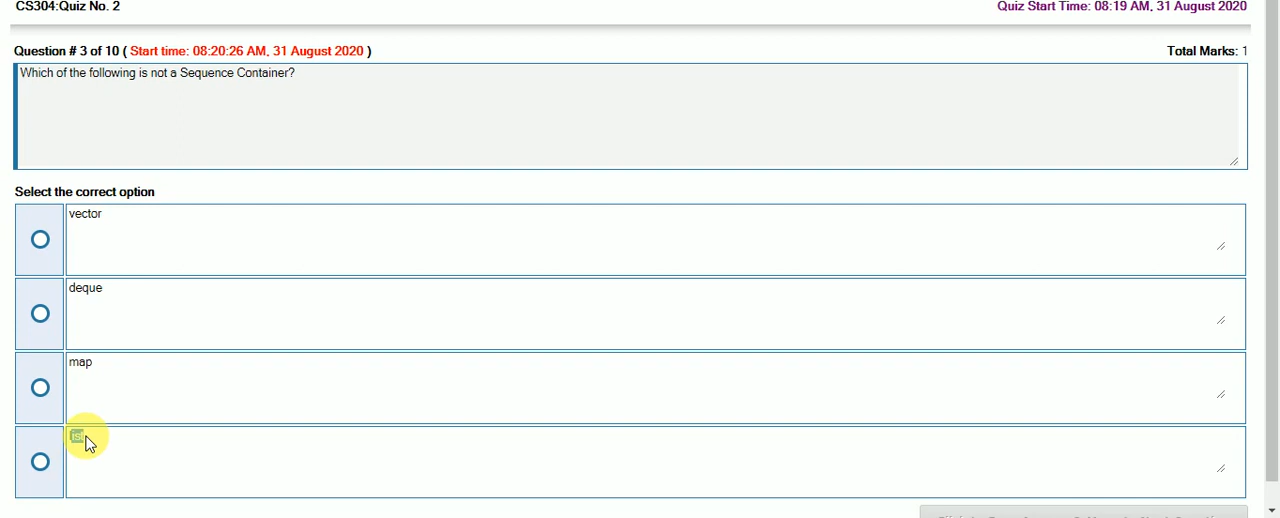 CS304:Quiz No. 2
Quiz Start Time: 08:19 AM, 31 August 2020
Question # 3 of 10 ( Start time: 08:20:26 AM, 31 August 2020 )
Total Marks: 1
Which of the following is not a Sequence Container?
Select the correct option
vector
deque
map